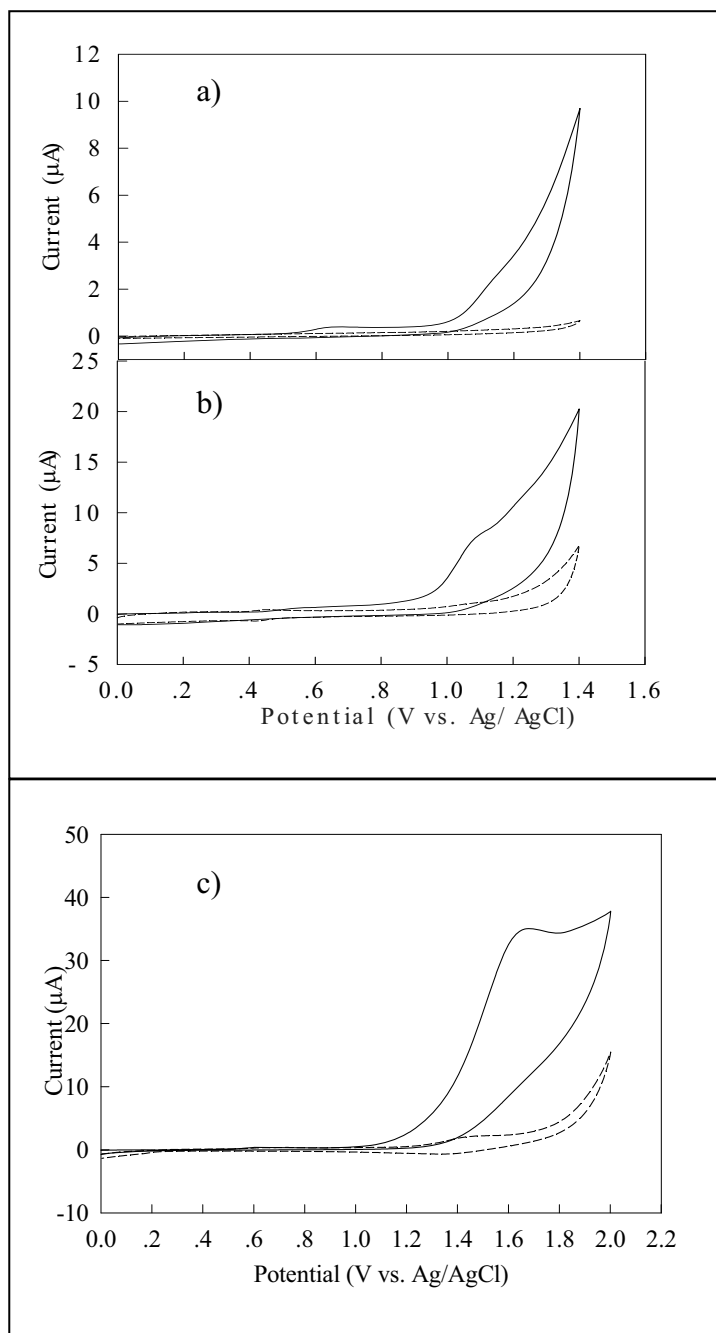 12
a)
10
8
6
4
2
0
Current (µA)
25
b)
20
15
10
5
0
- 5
Current (µA)
0.0 .2 .4 .6 .8 1.0 1.2 1.4 1.6
Potential (V vs. Ag/ AgCl)
50
c)
40
30
20
10
0
-10
Current (µA)
0.0 .2 .4 .6 .8 1.0 1.2 1.4 1.6 1.8 2.0 2.2
Potential (V vs. Ag/AgCl)